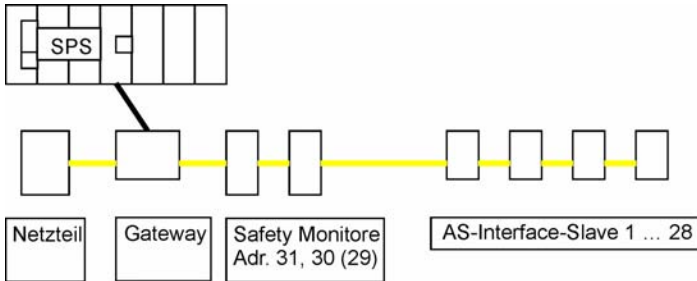 SPS
Netzteil
Gateway
Safety Monitore
Adr. 31, 30 (29)
AS-Interface-Slave 1 ... 28